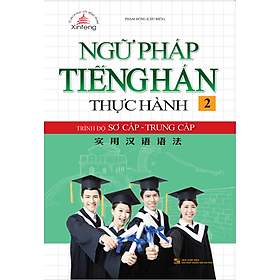 PHẠM HỒNG (CHỦ BIÊN)
Xinfeng
NGỮ PHÁP
TIẾNG HÁN
THỰC HÀNH 2
TRÌNH ĐỘ SƠ CẤP - TRUNG CẤP
实用汉语语法